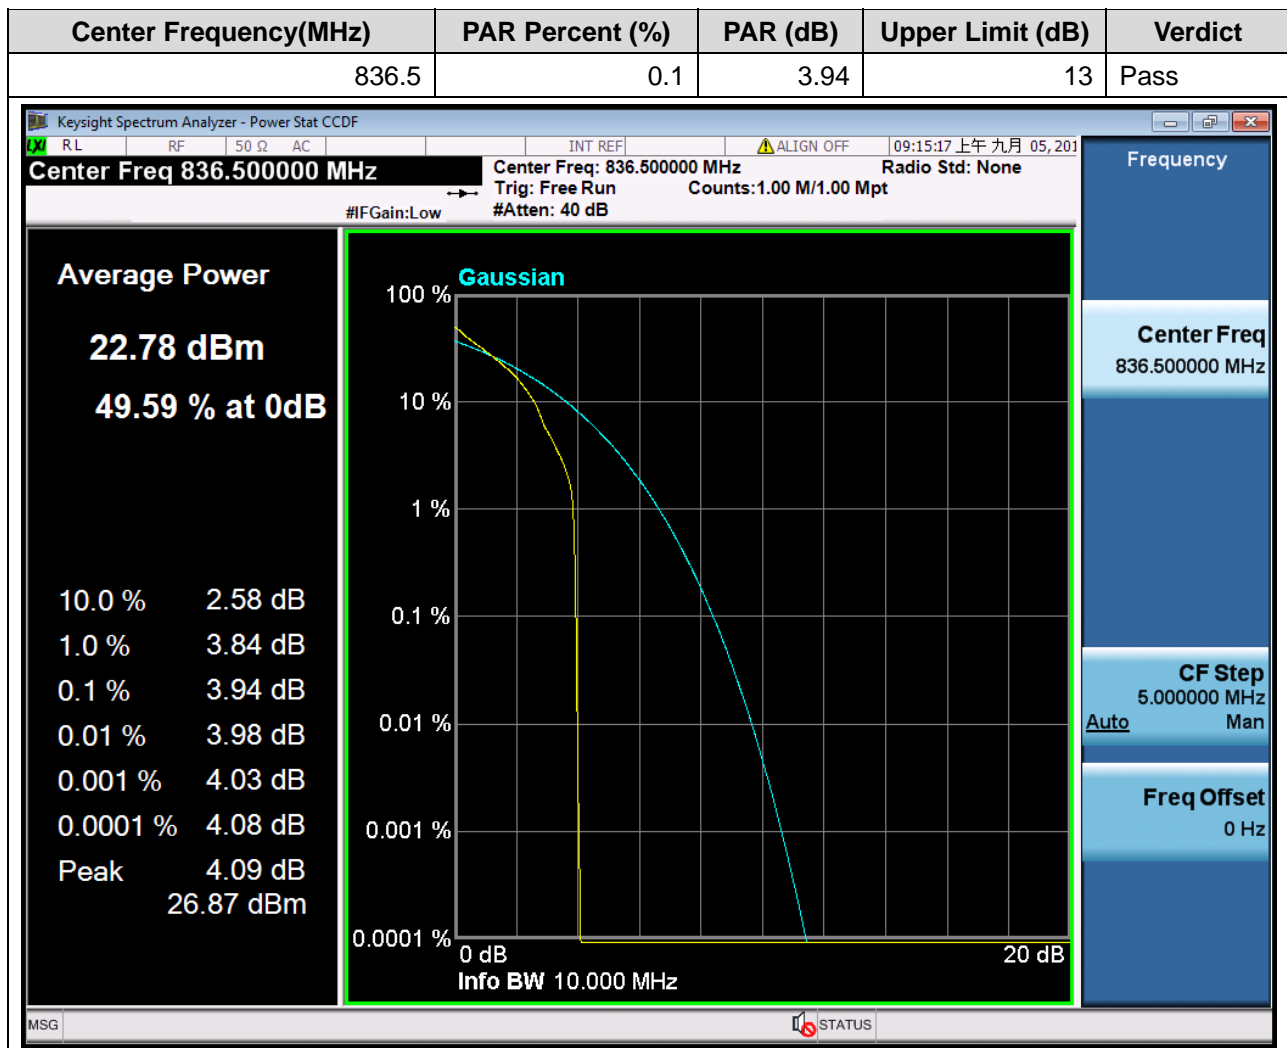 Center Frequency(MHz) PAR Percent (%) PAR (dB) Upper Limit (dB) Verdict
836.5 0.1 3.94 13 Pass
Keysight Spectrum Analyzer - Power Stat CCDF
LXI RL RF 50 Ω AC INT REF ALIGN OFF 09:15:17 上午 九月 05, 201
Center Freq 836.500000 MHz
Center Freq: 836.500000 MHz Radio Std: None
Trig: Free Run Counts:1.00 M/1.00 Mpt
#IFGain:Low #Atten: 40 dB
Average Power
22.78 dBm
49.59 % at 0dB
10.0 % 2.58 dB
1.0 % 3.84 dB
0.1 % 3.94 dB
0.01 % 3.98 dB
0.001 % 4.03 dB
0.0001 % 4.08 dB
Peak 4.09 dB
26.87 dBm
Gaussian
100 %
10 %
1 %
0.1 %
0.01 %
0.001 %
0.0001 %
0 dB 20 dB
Info BW 10.000 MHz
Frequency
Center Freq
836.500000 MHz
CF Step
5.000000 MHz
Auto Man
Freq Offset
0 Hz
MSG STATUS